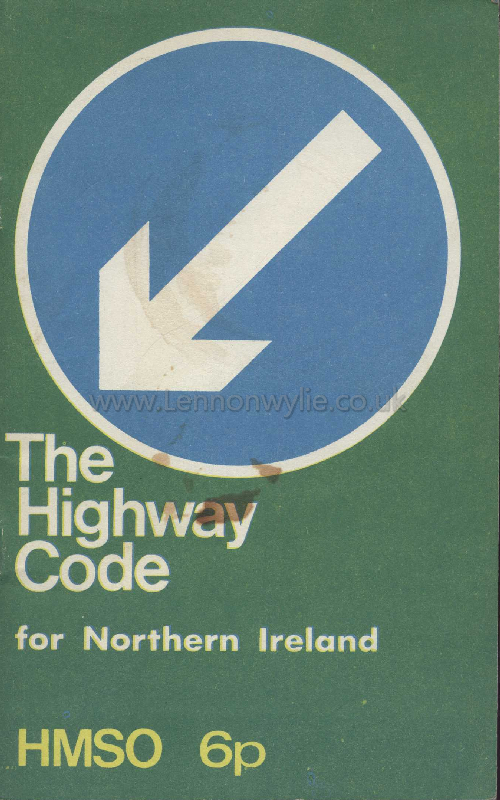 www.Lennonwylie.co.uk
The
Highway
Code
for Northern Ireland
HMSO 6p